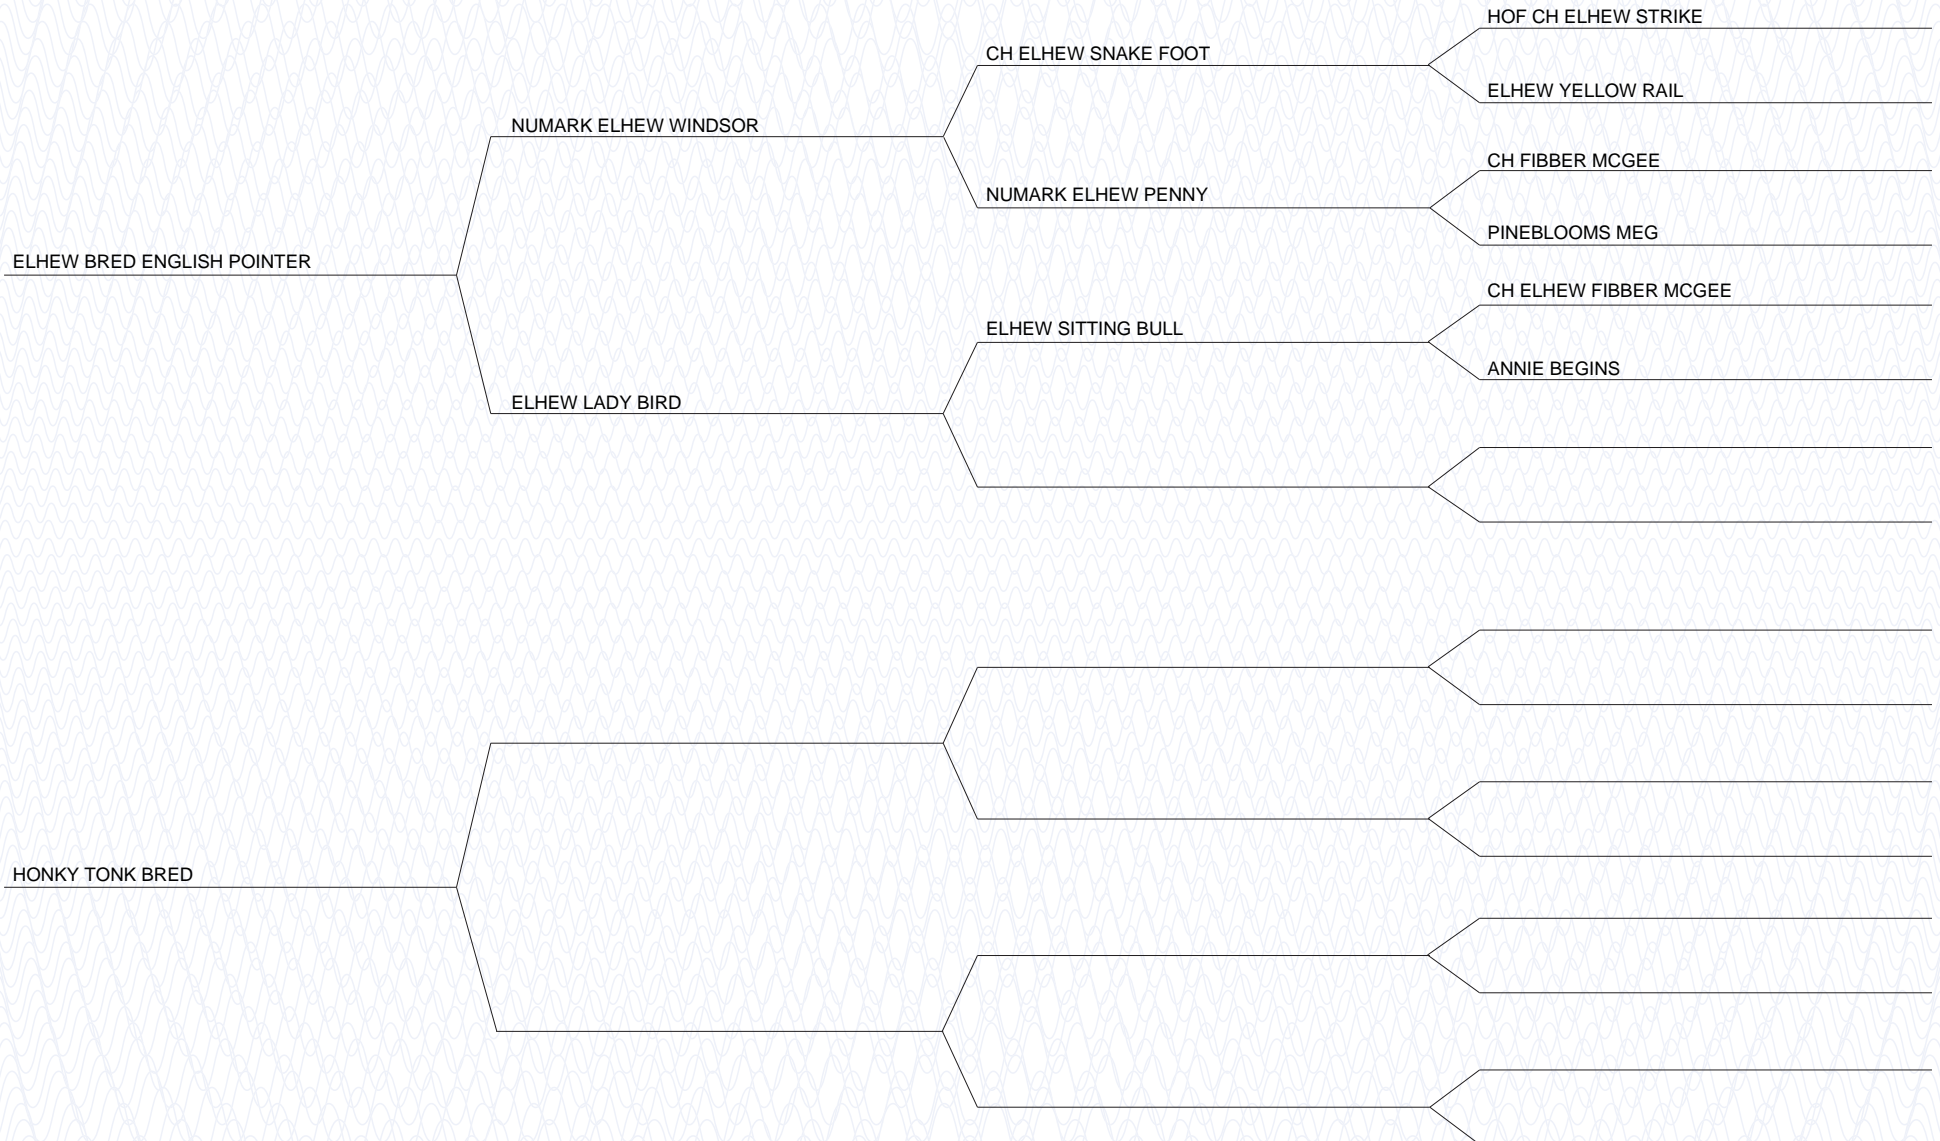 HOF CH ELHEW STRIKE
CH ELHEW SNAKE FOOT
ELHEW YELLOW RAIL
NUMARK ELHEW WINDSOR
CH FIBBER MCGEE
NUMARK ELHEW PENNY
PINEBLOOMS MEG
ELHEW BRED ENGLISH POINTER
CH ELHEW FIBBER MCGEE
ELHEW SITTING BULL
ANNIE BEGINS
ELHEW LADY BIRD
HONKY TONK BRED